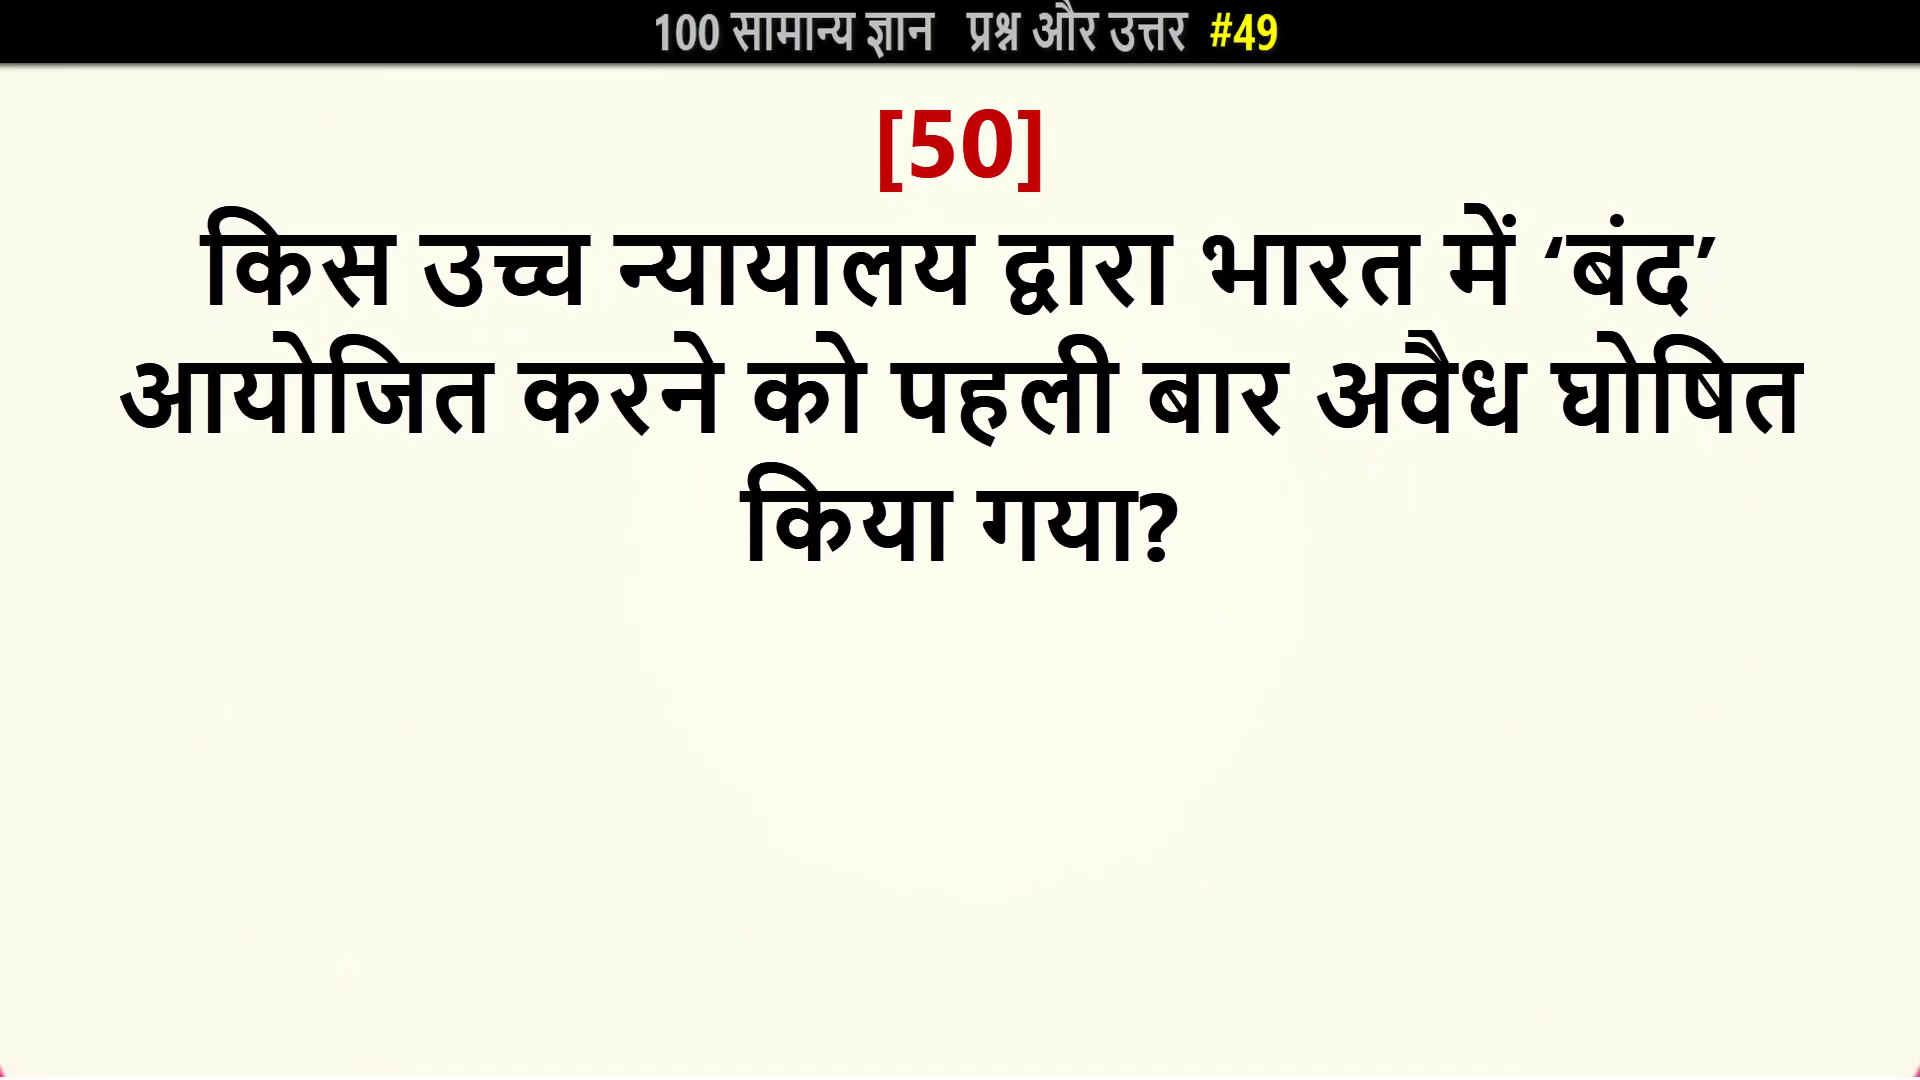 100 सामान्य ज्ञान प्रश्न और उत्तर #49
[50]
किस उच्च न्यायालय द्वारा भारत में ‘बंद’
आयोजित करने को पहली बार अवैध घोषित
किया गया?